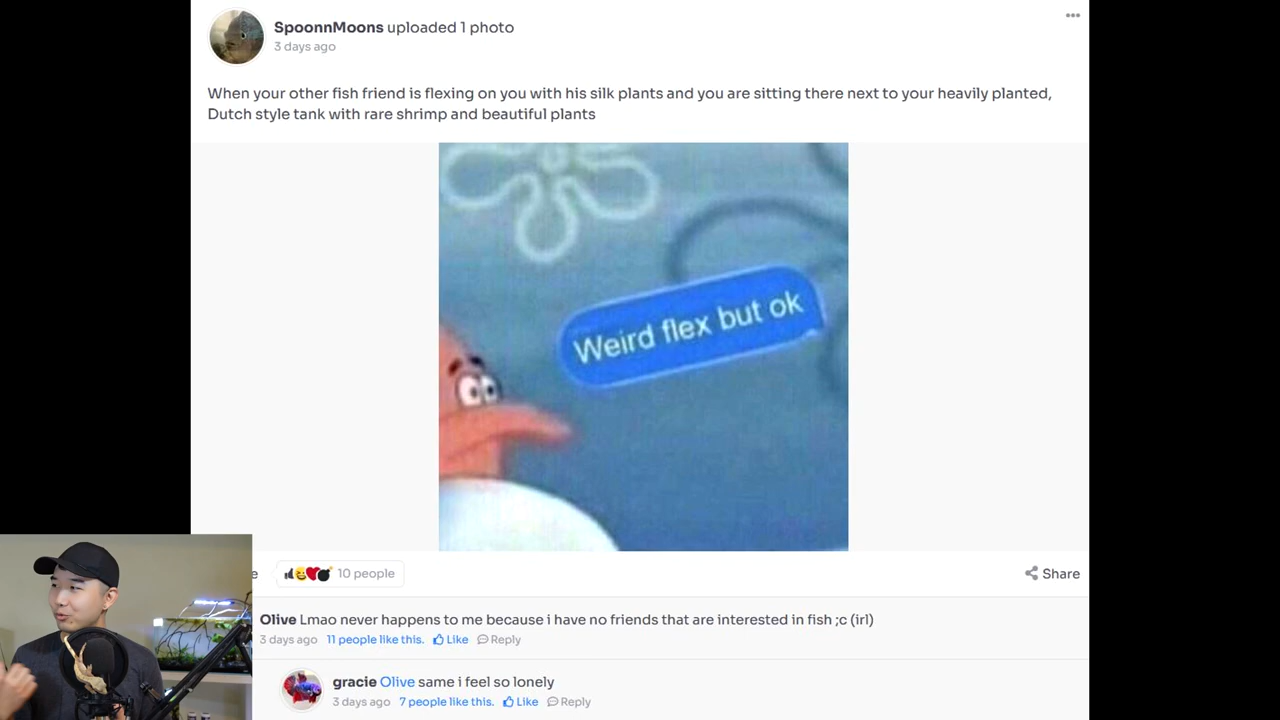 SpoonnMoons uploaded 1 photo
3 days ago
When your other fish friend is flexing on you with his silk plants and you are sitting there next to your heavily planted,
Dutch style tank with rare shrimp and beautiful plants
Weird flex but ok
e 10 people
Share
Olive Lmao never happens to me because i have no friends that are interested in fish ;c (irl)
3 days ago 11 people like this. Like Reply
gracie Olive same i feel so lonely
3 days ago 7 people like this. Like Reply